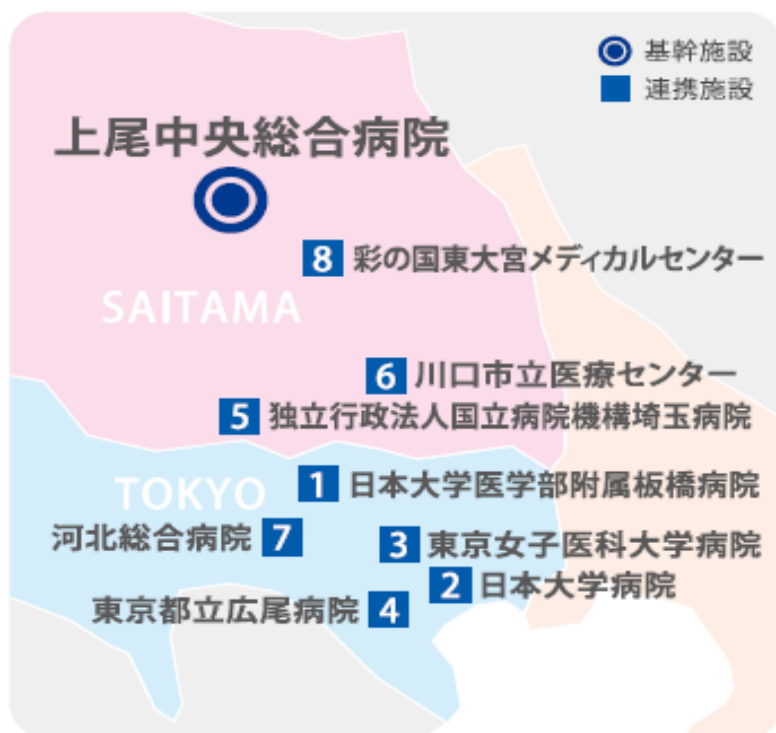 基幹施設
連携施設
上尾中央総合病院
8 彩の国東大宮メディカルセンター
SAITAMA
6 川口市立医療センター
5 独立行政法人国立病院機構埼玉病院
TOKYO
1 日本大学医学部附属板橋病院
河北総合病院 7
3 東京女子医科大学病院
2 日本大学病院
東京都立広尾病院 4